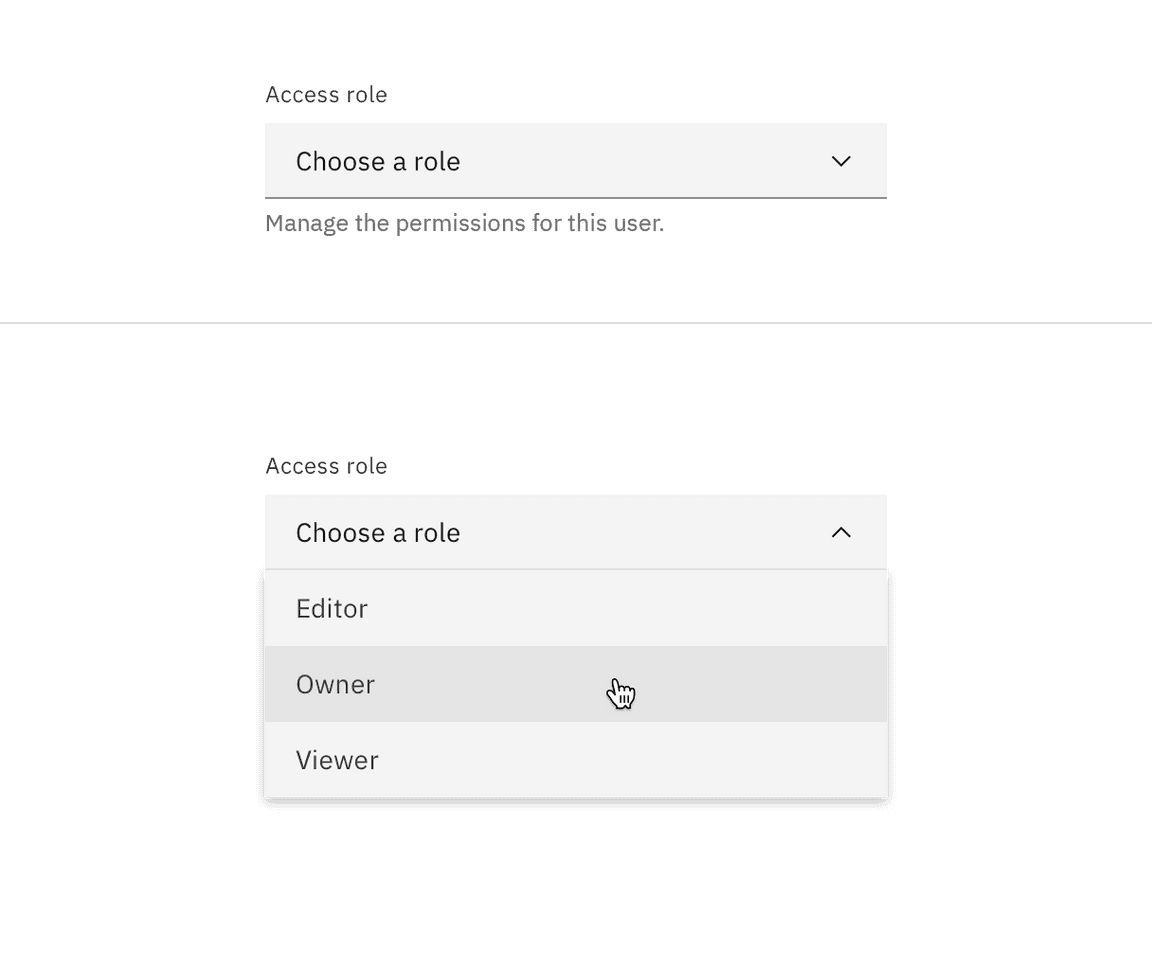 Access role
Choose a role
Manage the permissions for this user.
Access role
Choose a role
Editor
Owner
Viewer